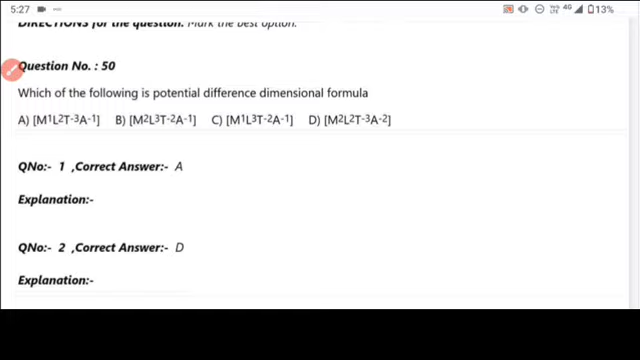 5:27 4G 13%
DIRECTIONS for the question: Mark the best option.
Question No. : 50
Which of the following is potential difference dimensional formula
A) [M1L2T-3A-1] B) [M2L3T-2A-1] C) [M1L3T-2A-1] D) [M2L2T-3A-2]
QNo:- 1 ,Correct Answer:- A
Explanation:-
QNo:- 2 ,Correct Answer:- D
Explanation:-